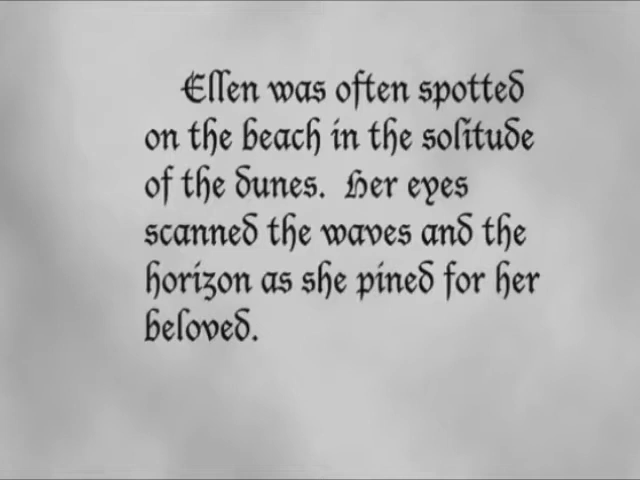 Ellen was often spotted
on the beach in the solitude
of the dunes. Her eyes
scanned the waves and the
horizon as she pined for her
beloved.